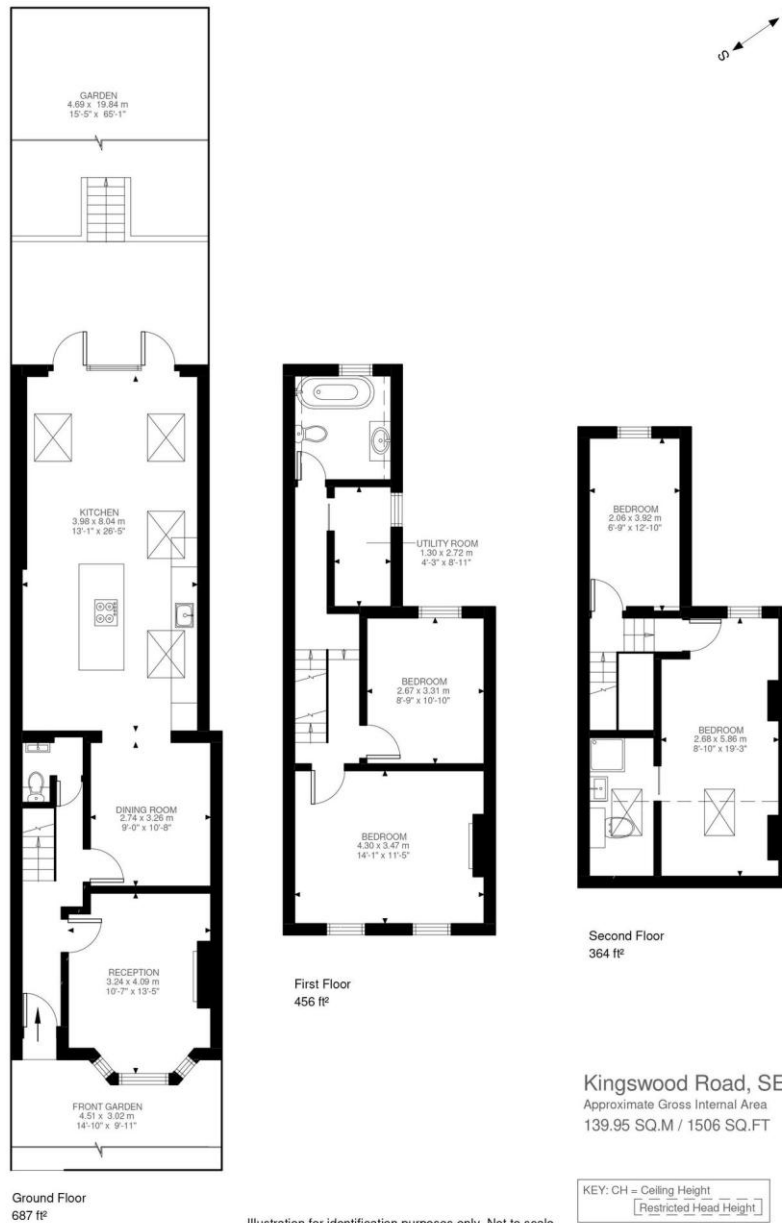 S
GARDEN
4.69 x 19.84 m
15'-5" x 65'-1"
KITCHEN
3.98 x 8.04 m
13'-1" x 26'-5"
DINING ROOM
2.74 x 3.26 m
9'-0" x 10'-8"
RECEPTION
3.24 x 4.09 m
10'-7" x 13'-5"
FRONT GARDEN
4.51 x 3.02 m
14'-10" x 9'-11"
Ground Floor
687 ft²
UTILITY ROOM
1.30 x 2.72 m
4'-3" x 8'-11"
BEDROOM
2.67 x 3.31 m
8'-9" x 10'-10"
BEDROOM
4.30 x 3.47 m
14'-1" x 11'-5"
First Floor
456 ft²
BEDROOM
2.06 x 3.92 m
6'-9" x 12'-10"
BEDROOM
2.68 x 5.86 m
8'-10" x 19'-3"
Second Floor
364 ft²
Kingswood Road, SE
Approximate Gross Internal Area
139.95 SQ.M / 1506 SQ.FT
KEY: CH = Ceiling Height
Restricted Head Height
Illustration for identification purposes only. Not to scale